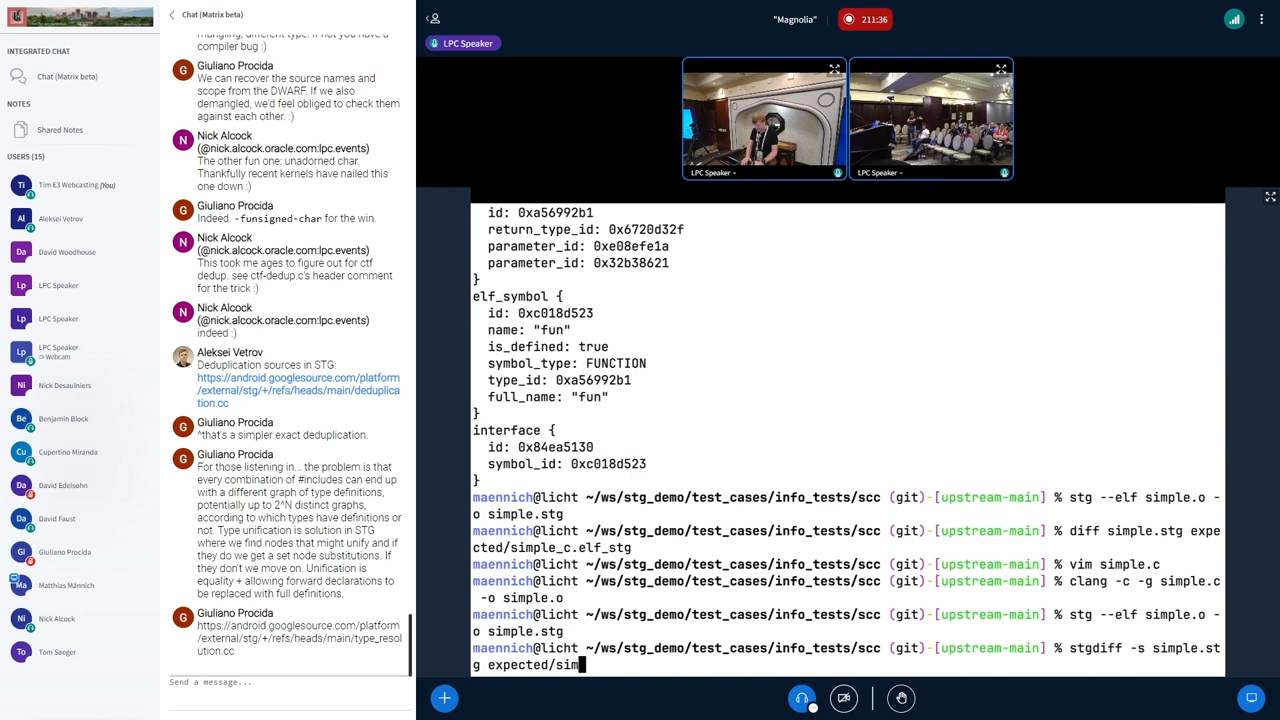 INTEGRATED CHAT
Chat (Matrix beta)
NOTES
Shared Notes
USERS (15)
Ti
Tim E3 Webcasting (You)
Al
Aleksei Vetrov
Da
David Woodhouse
Lp
LPC Speaker
Lp
LPC Speaker
Lp
LPC Speaker
Webcam
Ni
Nick Desaulniers
Be
Benjamin Block
Cu
Cupertino Miranda
Da
David Edelsohn
Da
David Faust
Gi
Giuliano Procida
Ma
Matthias Männich
Ni
Nick Alcock
To
Tom Saeger
Chat (Matrix beta)
mangling, different type. If not you have a
compiler bug :)
G
Giuliano Procida
We can recover the source names and
scope from the DWARF. If we also
demangled, we'd feel obliged to check them
against each other. :)
N
Nick Alcock
(@nick.alcock.oracle.com:lpc.events)
The other fun one: unadorned char.
Thankfully recent kernels have nailed this
one down :)
G
Giuliano Procida
Indeed. -funsigned-char for the win.
N
Nick Alcock
(@nick.alcock.oracle.com:lpc.events)
This took me ages to figure out for ctf
dedup. see ctf-dedup.c's header comment
for the trick :)
N
Nick Alcock
(@nick.alcock.oracle.com:lpc.events)
indeed :)
Aleksei Vetrov
Deduplication sources in STG:
https://android.googlesource.com/platform
/external/stg/+/refs/heads/main/deduplica
tion.cc
G
Giuliano Procida
^that's a simpler exact deduplication.
G
Giuliano Procida
For those listening in... the problem is that
every combination of #includes can end up
with a different graph of type definitions,
potentially up to 2^N distinct graphs,
according to which types have definitions or
not. Type unification is solution in STG
where we find nodes that might unify and if
they do we get a set node substitutions. If
they don't we move on. Unification is
equality + allowing forward declarations to
be replaced with full definitions.
G
Giuliano Procida
https://android.googlesource.com/platform
/external/stg/+/refs/heads/main/type_resol
ution.cc
Send a message...
"Magnolia"
211:36
LPC Speaker
LPC Speaker
LPC Speaker
id: 0xa56992b1
return_type_id: 0x6720d32f
parameter_id: 0xe08efe1a
parameter_id: 0x32b38621
}
elf_symbol {
id: 0xc018d523
name: "fun"
is_defined: true
symbol_type: FUNCTION
type_id: 0xa56992b1
full_name: "fun"
}
interface {
id: 0x84ea5130
symbol_id: 0xc018d523
}
maennich@licht ~/ws/stg_demo/test_cases/info_tests/scc (git)-[upstream-main] % stg --elf simple.o -
o simple.stg
maennich@licht ~/ws/stg_demo/test_cases/info_tests/scc (git)-[upstream-main] % diff simple.stg expe
cted/simple_c.elf_stg
maennich@licht ~/ws/stg_demo/test_cases/info_tests/scc (git)-[upstream-main] % vim simple.c
maennich@licht ~/ws/stg_demo/test_cases/info_tests/scc (git)-[upstream-main] % clang -c -g simple.c
-o simple.o
maennich@licht ~/ws/stg_demo/test_cases/info_tests/scc (git)-[upstream-main] % stg --elf simple.o -
o simple.stg
maennich@licht ~/ws/stg_demo/test_cases/info_tests/scc (git)-[upstream-main] % stgdiff -s simple.st
g expected/sim